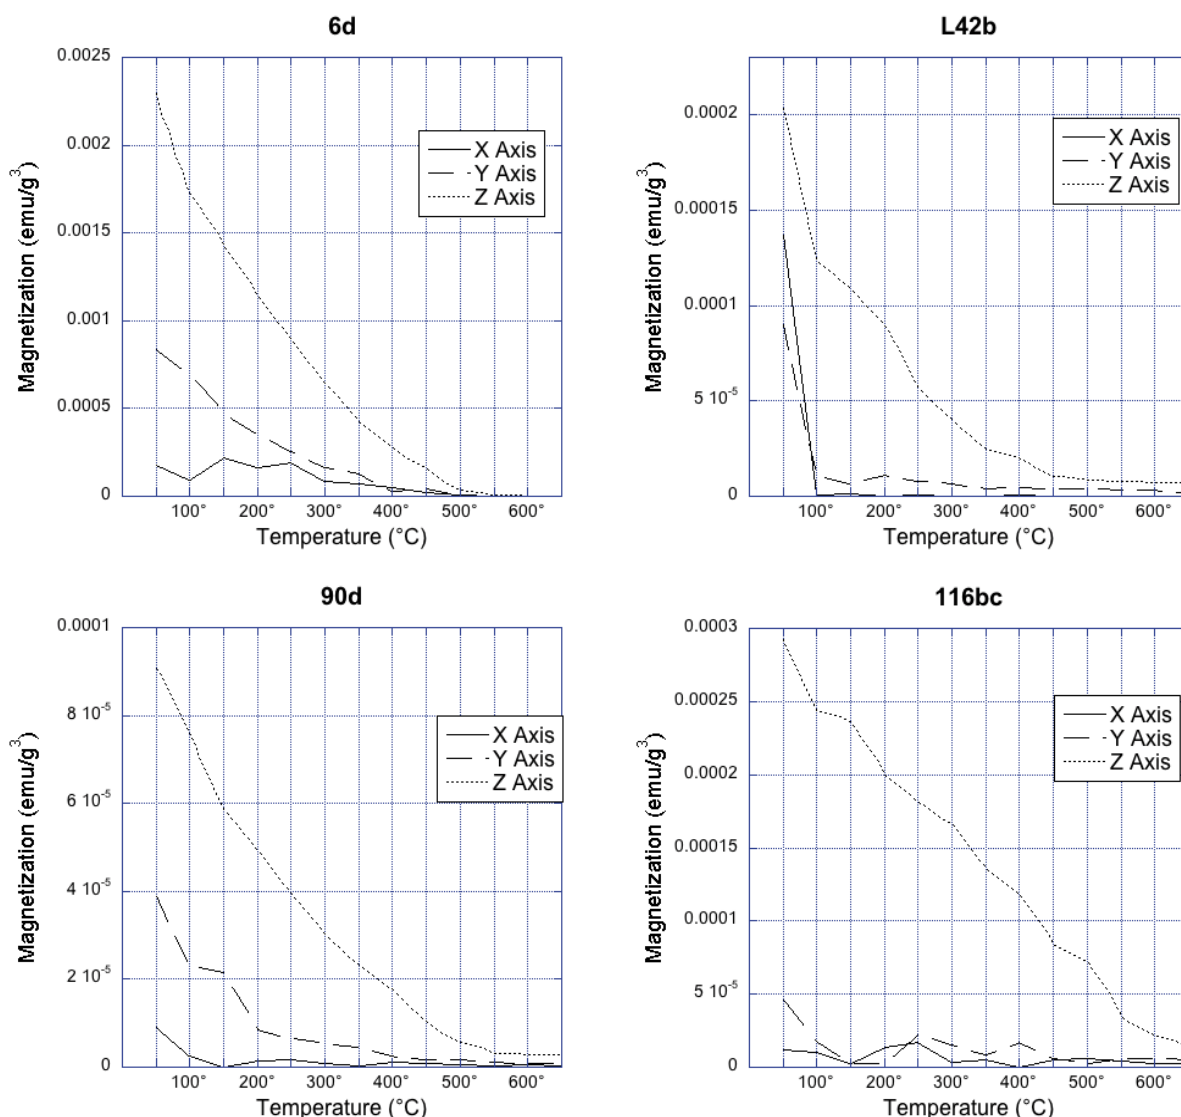 6d
0.0025
0.002
0.0015
0.001
0.0005
0
Magnetization (emu/g³)
X Axis
Y Axis
Z Axis
100° 200° 300° 400° 500° 600°
Temperature (°C)
L42b
0.0002
0.00015
0.0001
5 10⁻⁵
0
Magnetization (emu/g³)
X Axis
Y Axis
Z Axis
100° 200° 300° 400° 500° 600°
Temperature (°C)
90d
0.0001
8 10⁻⁵
6 10⁻⁵
4 10⁻⁵
2 10⁻⁵
0
Magnetization (emu/g³)
X Axis
Y Axis
Z Axis
100° 200° 300° 400° 500° 600°
Temperature (°C)
116bc
0.0003
0.00025
0.0002
0.00015
0.0001
5 10⁻⁵
0
Magnetization (emu/g³)
X Axis
Y Axis
Z Axis
100° 200° 300° 400° 500° 600°
Temperature (°C)